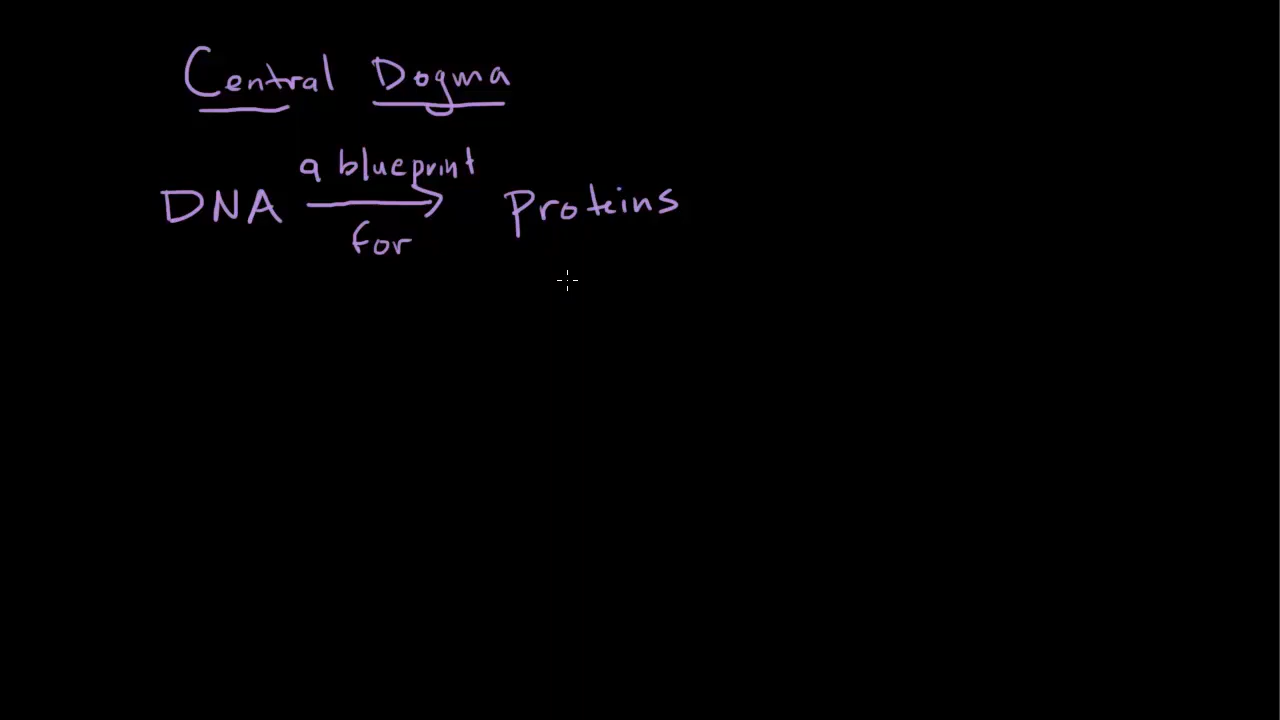 Central Dogma
a blueprint
DNA → Proteins
for